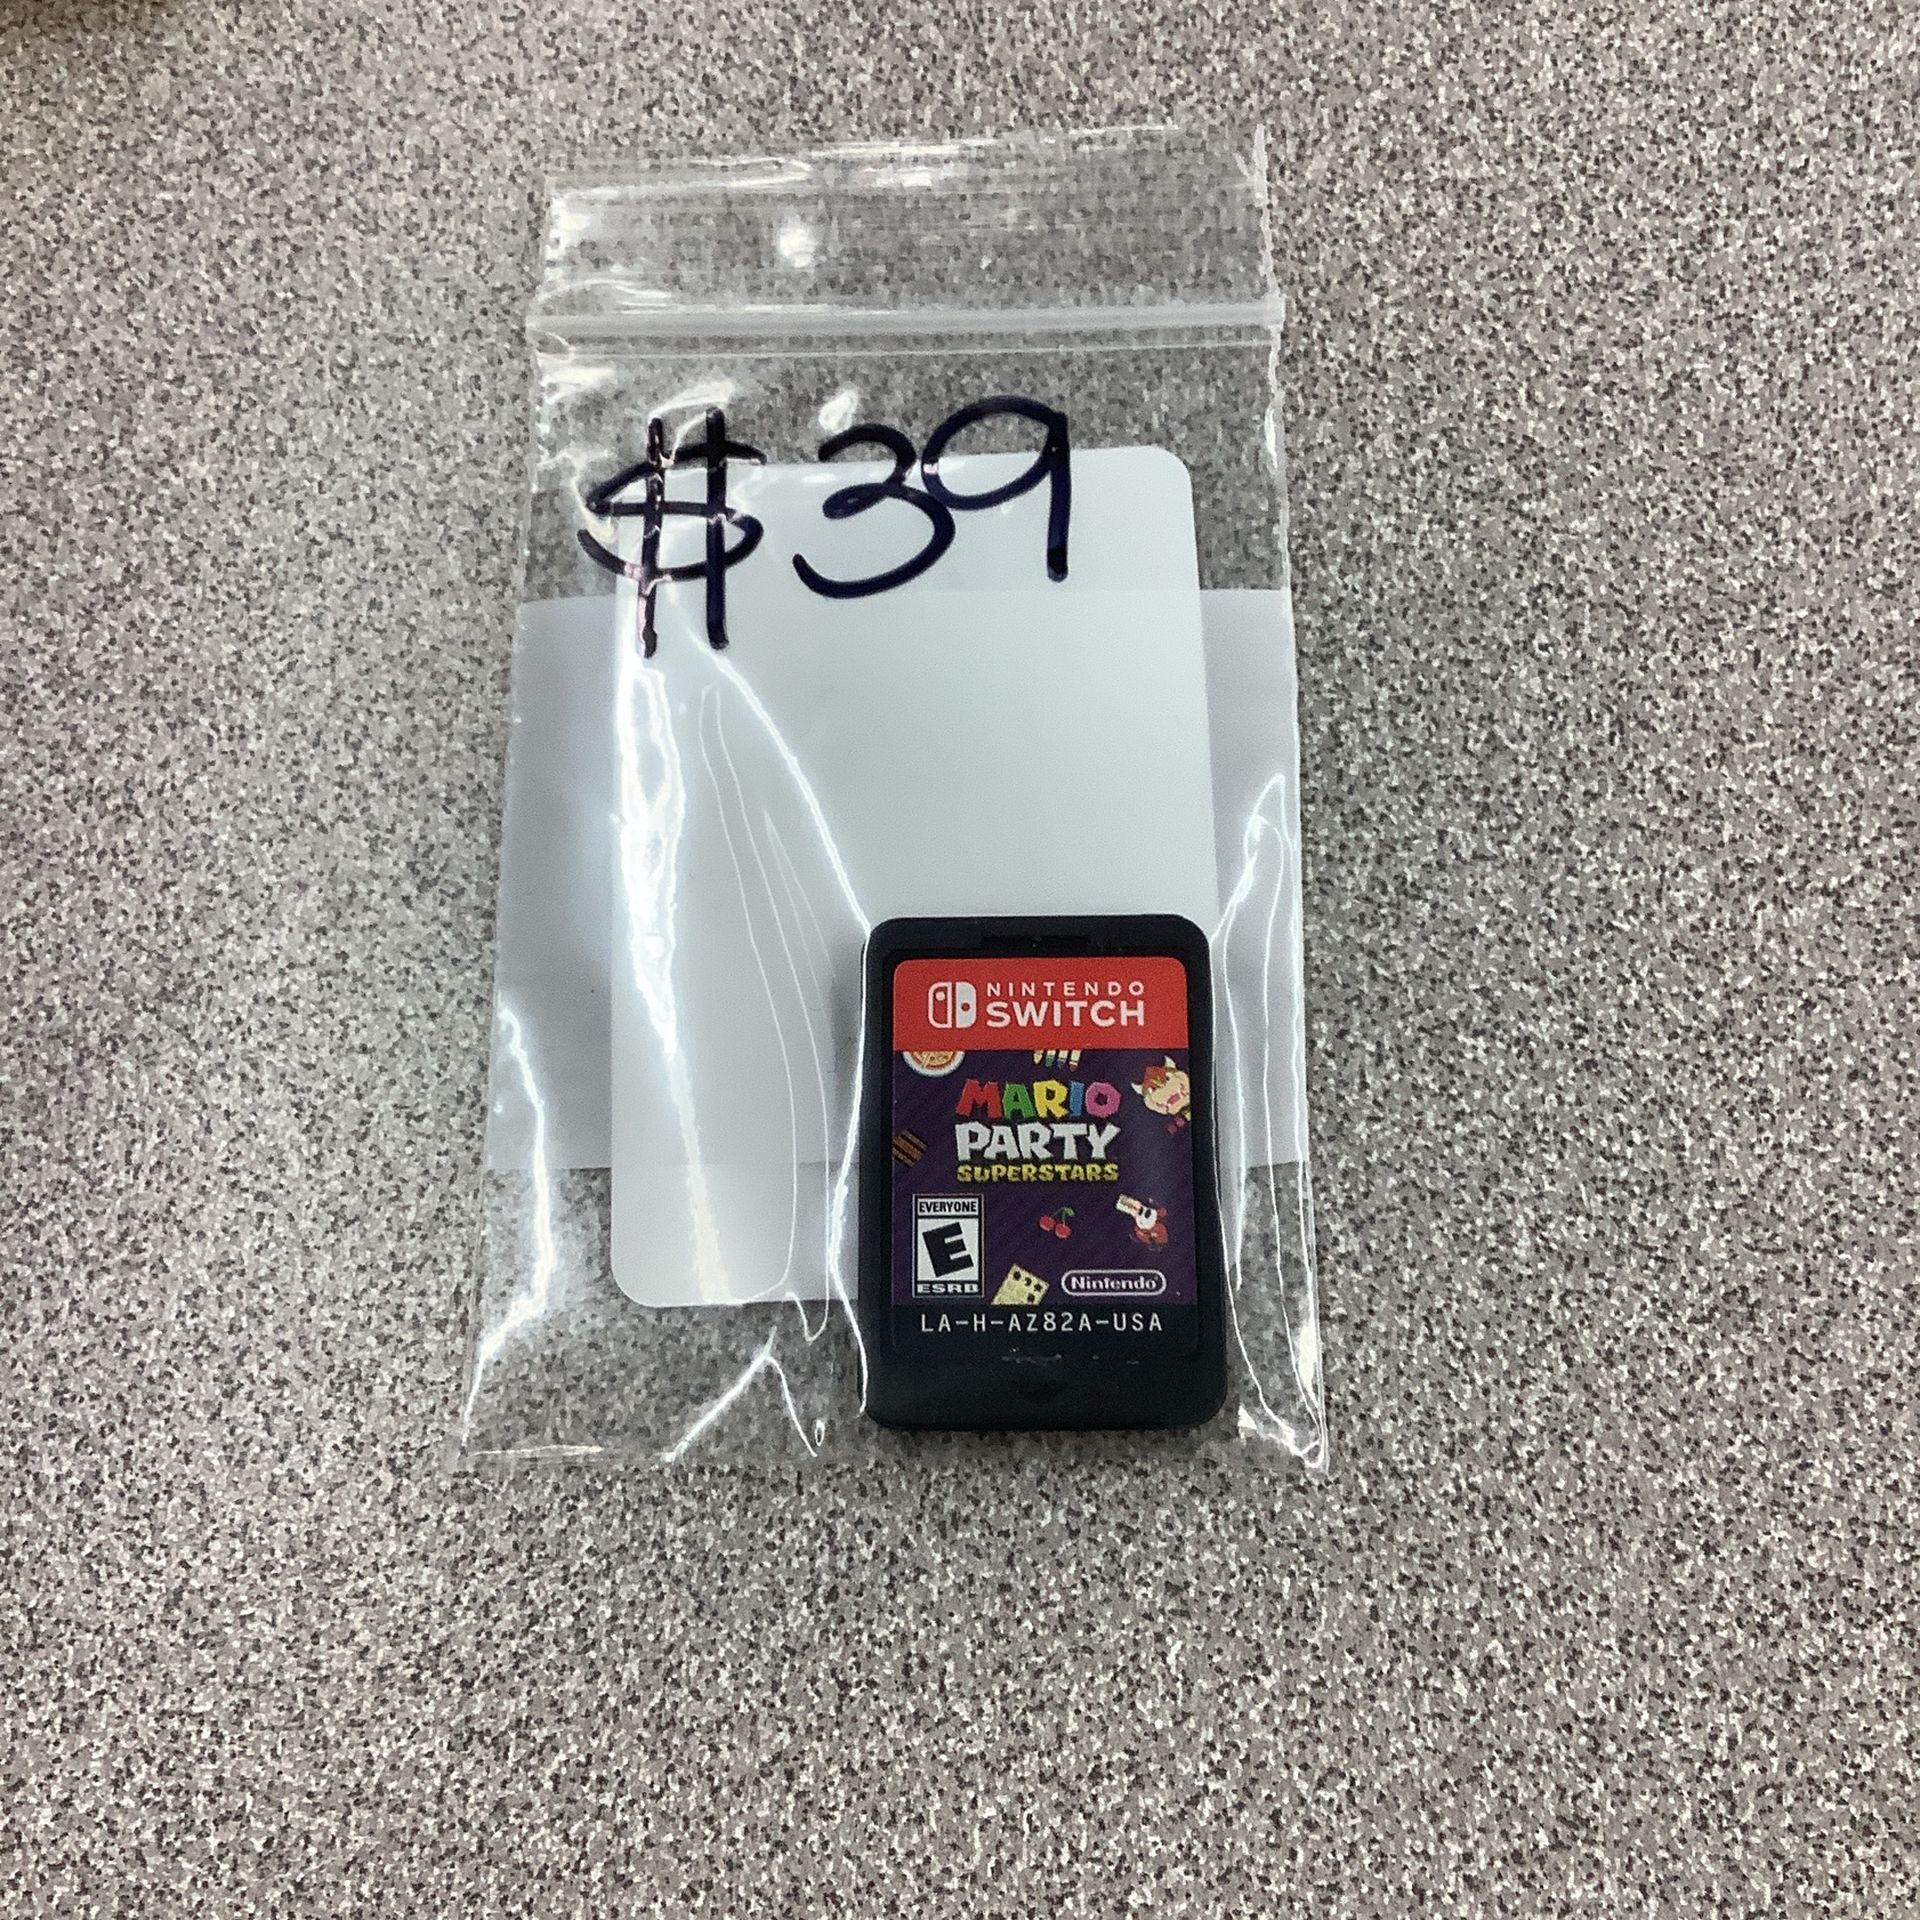 $39
NINTENDO
SWITCH
MARIO
PARTY
SUPERSTARS
EVERYONE
E
ESRB
Nintendo
LA-H-AZ82A-USA